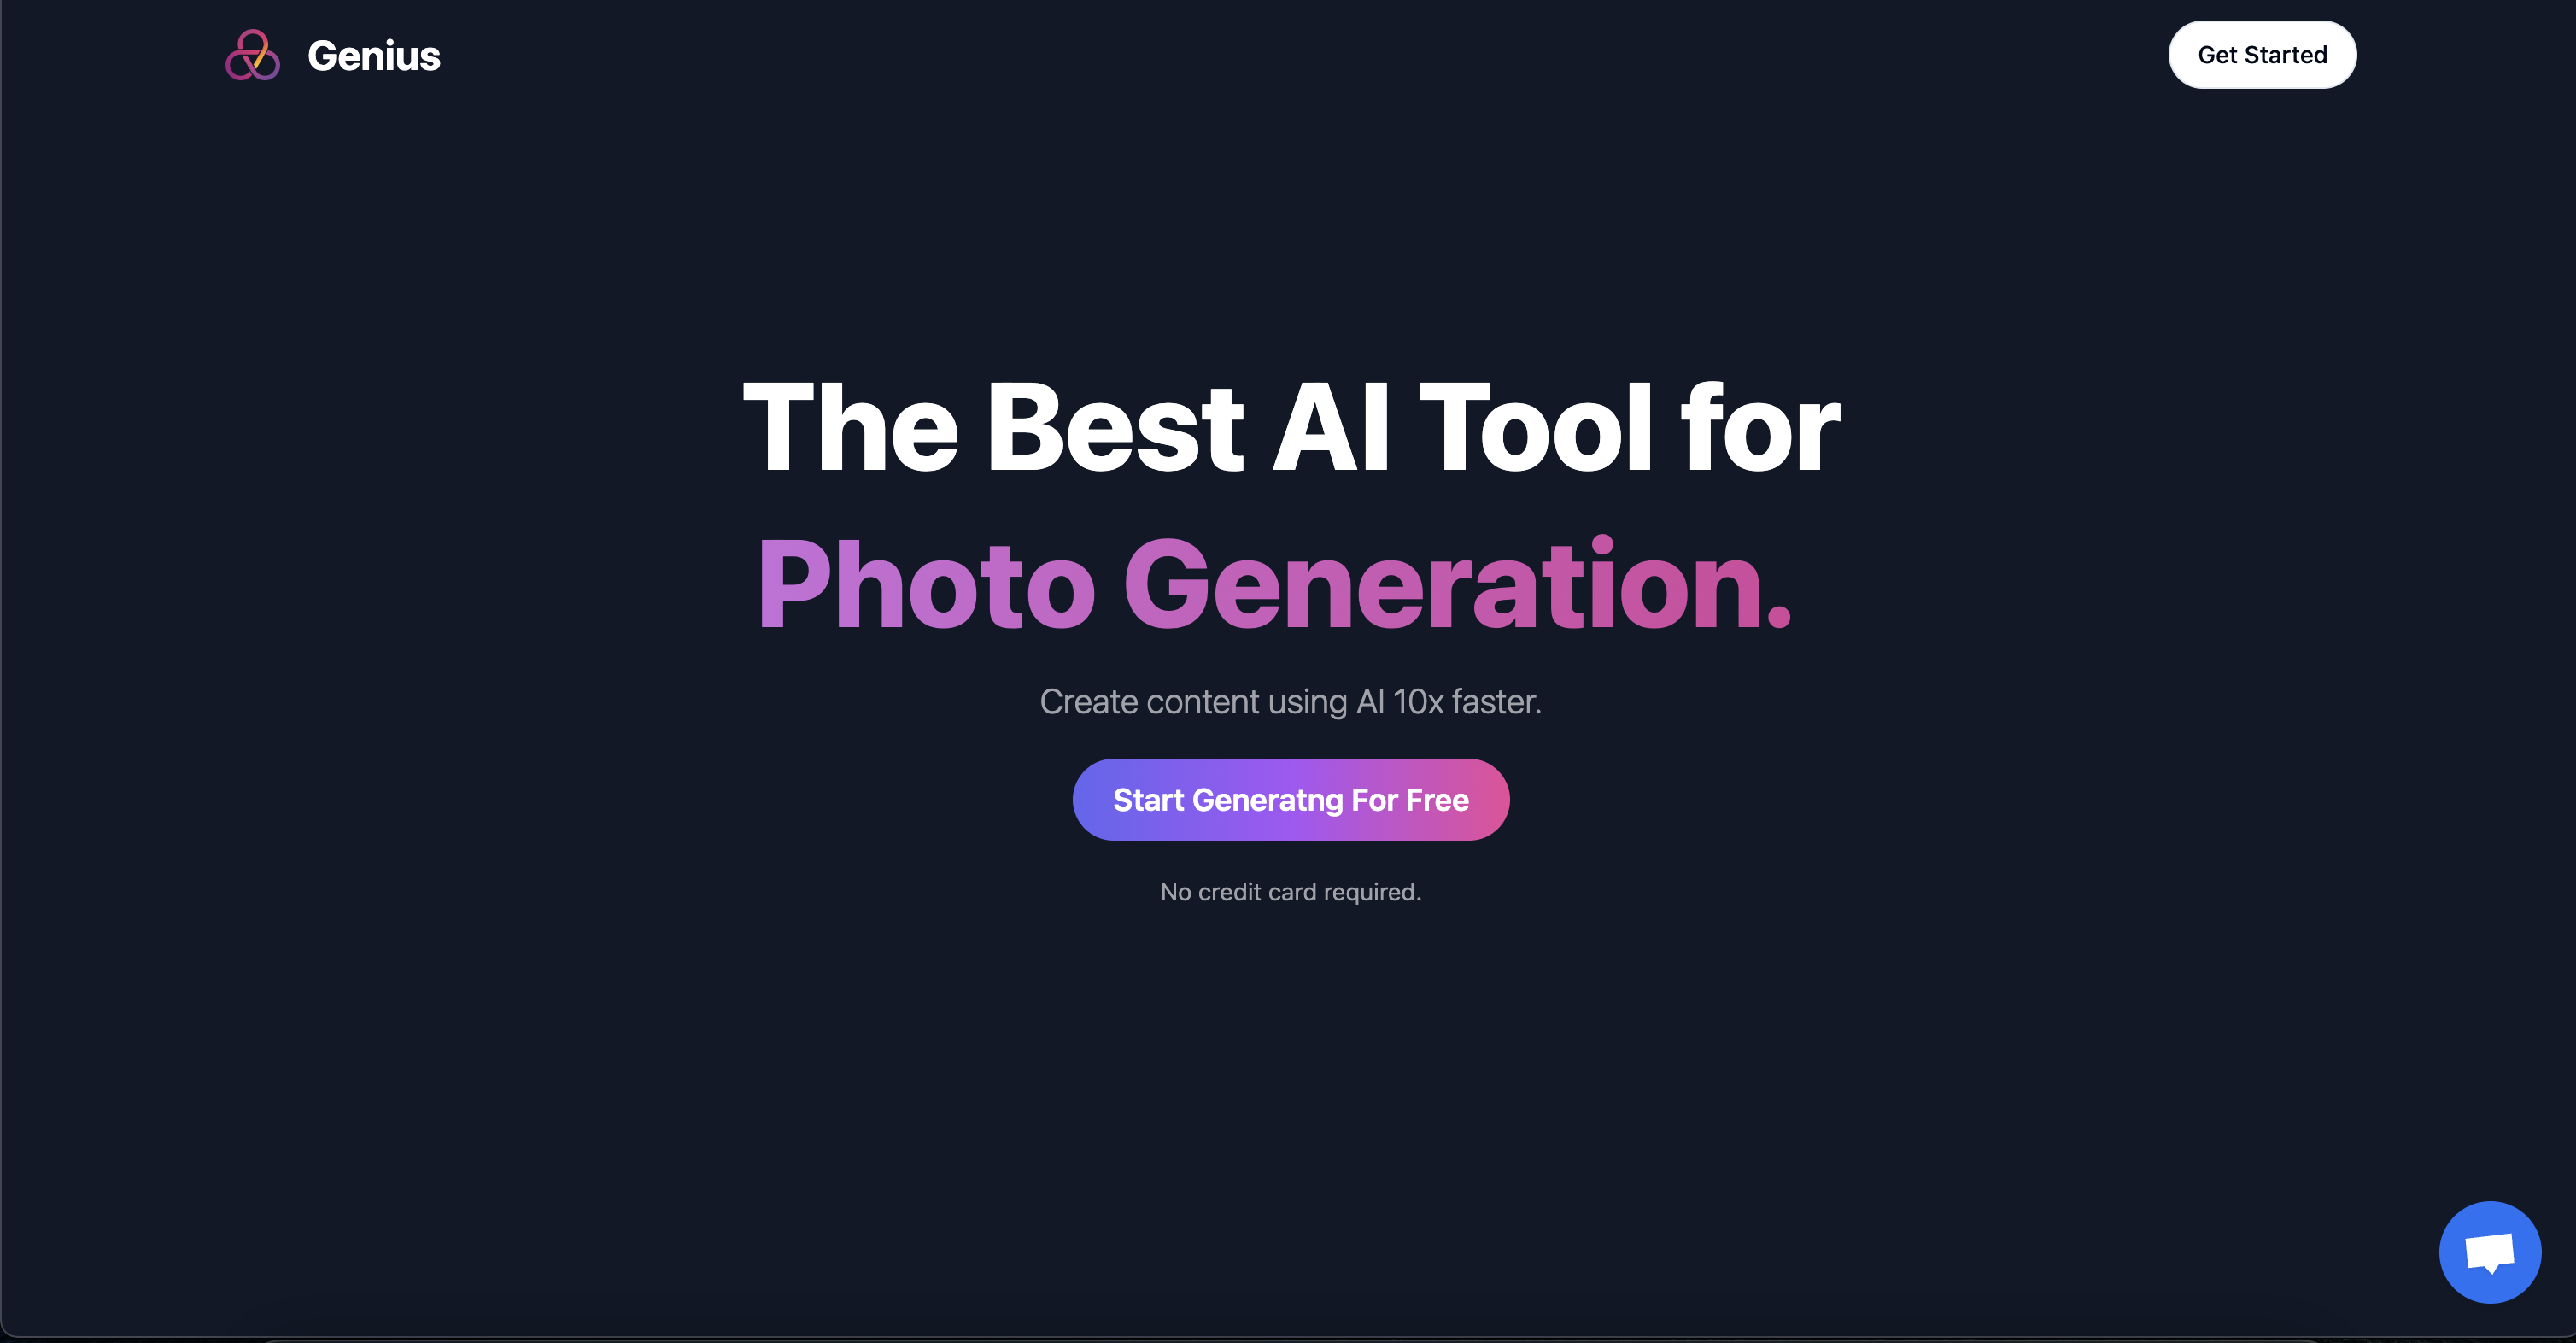 Genius
Get Started
The Best AI Tool for
Photo Generation.
Create content using AI 10x faster.
Start Generatng For Free
No credit card required.